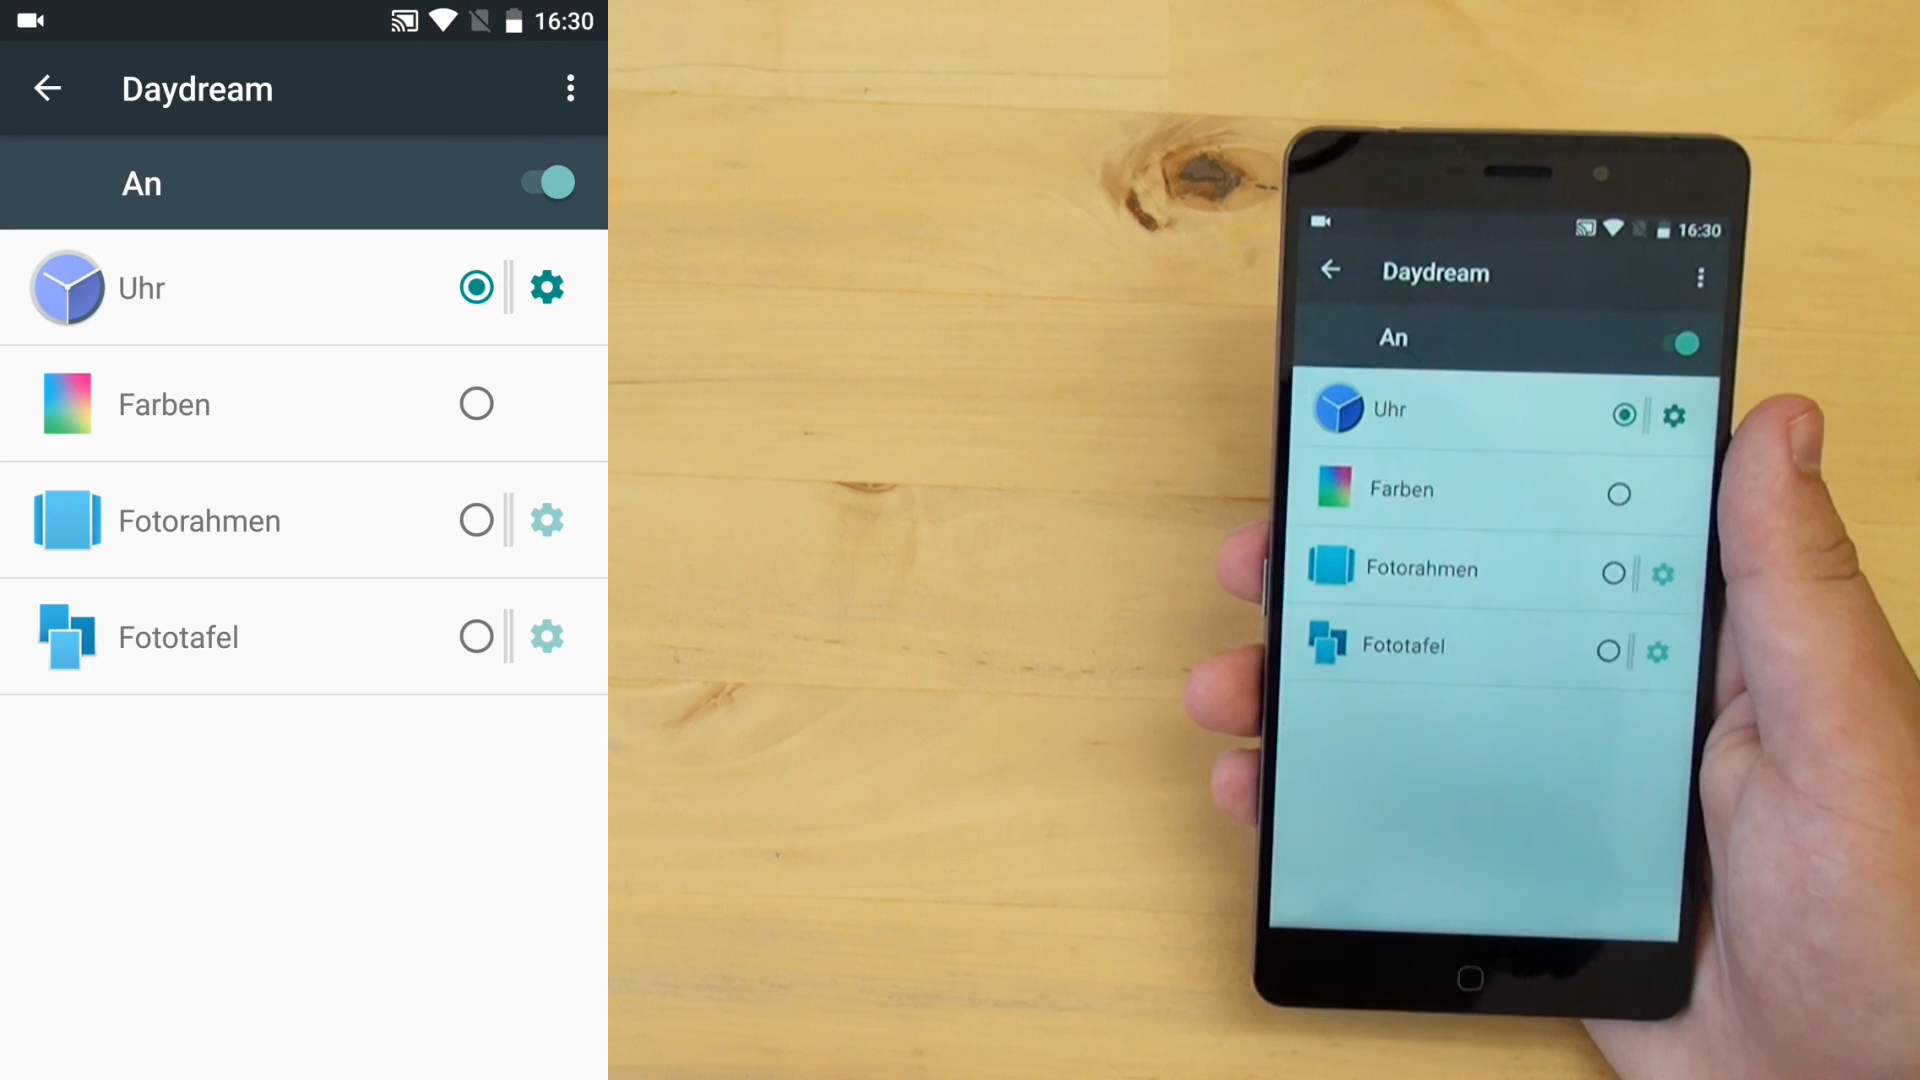 16:30
Daydream
An
Uhr
Farben
Fotorahmen
Fototafel
16:30
Daydream
An
Uhr
Farben
Fotorahmen
Fototafel